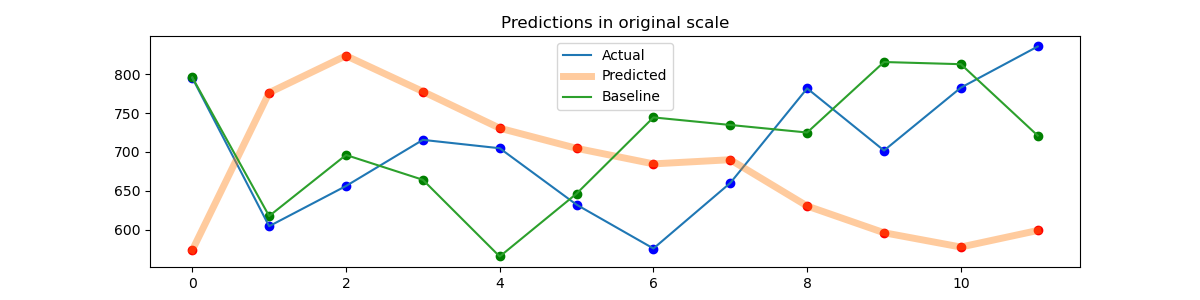 Predictions in original scale
Actual
Predicted
Baseline
800
750
700
650
600
0 2 4 6 8 10